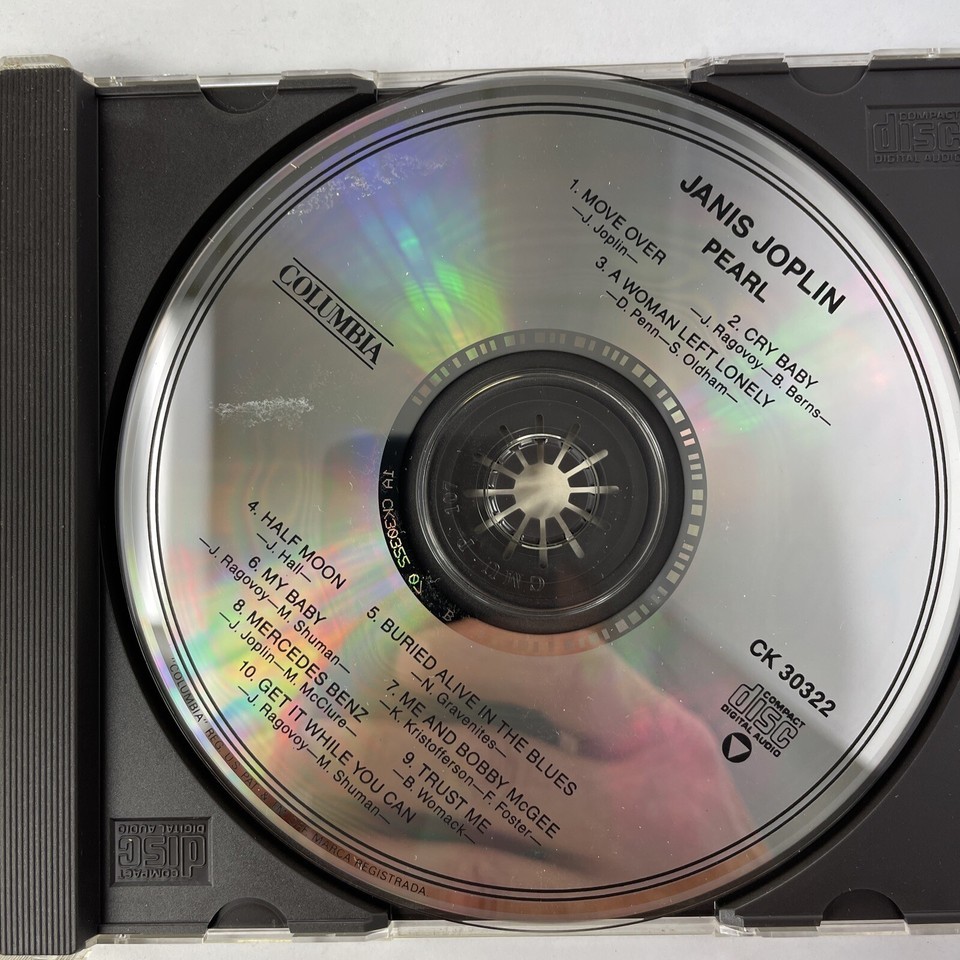 JANIS JOPLIN
PEARL
1. MOVE OVER
—J. Joplin—
2. CRY BABY
—J. Ragovoy—B. Berns—
3. A WOMAN LEFT LONELY
—D. Penn—S. Oldham—
COLUMBIA
4. HALF MOON
—J. Hall—
5. BURIED ALIVE IN THE BLUES
—N. Gravenites—
6. MY BABY
—J. Ragovoy—M. Shuman—
7. ME AND BOBBY McGEE
—K. Kristofferson—F. Foster—
8. MERCEDES BENZ
—J. Joplin—M. McClure—
9. TRUST ME
—B. Womack—
10. GET IT WHILE YOU CAN
—J. Ragovoy—M. Shuman—
CK 30322
COMPACT
disc
DIGITAL AUDIO
"COLUMBIA" REG. U.S. PAT. &
MARCA REGISTRADA.
COMPACT
disc
DIGITAL AUDIO
COMPACT
disc
DIGITAL AUDIO